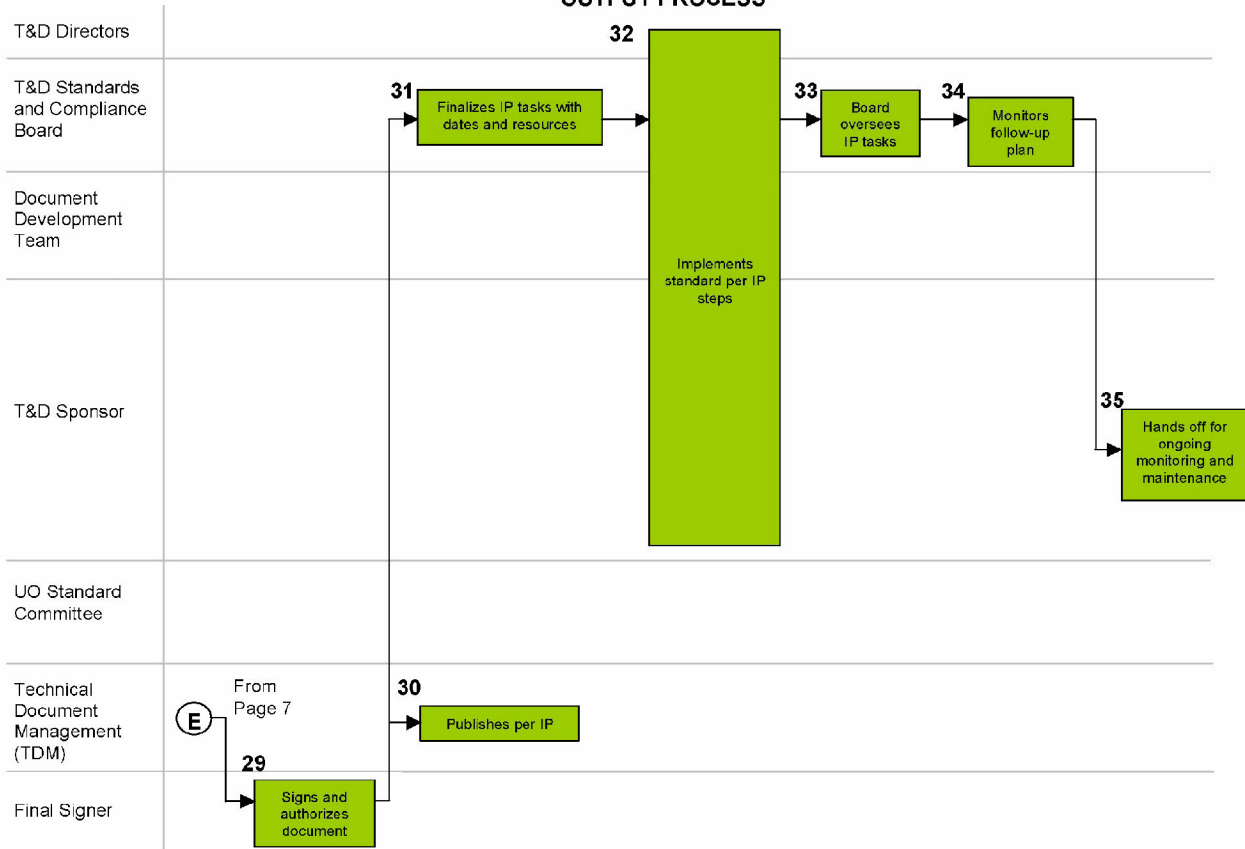 T&D Directors
32
T&D Standards
and Compliance
Board
31
Finalizes IP tasks with
dates and resources
33
Board
oversees
IP tasks
34
Monitors
follow-up
plan
Document
Development
Team
Implements
standard per IP
steps
T&D Sponsor
35
Hands off for
ongoing
monitoring and
maintenance
UO Standard
Committee
Technical
Document
Management
(TDM)
E
From
Page 7
30
Publishes per IP
29
Final Signer
Signs and
authorizes
document